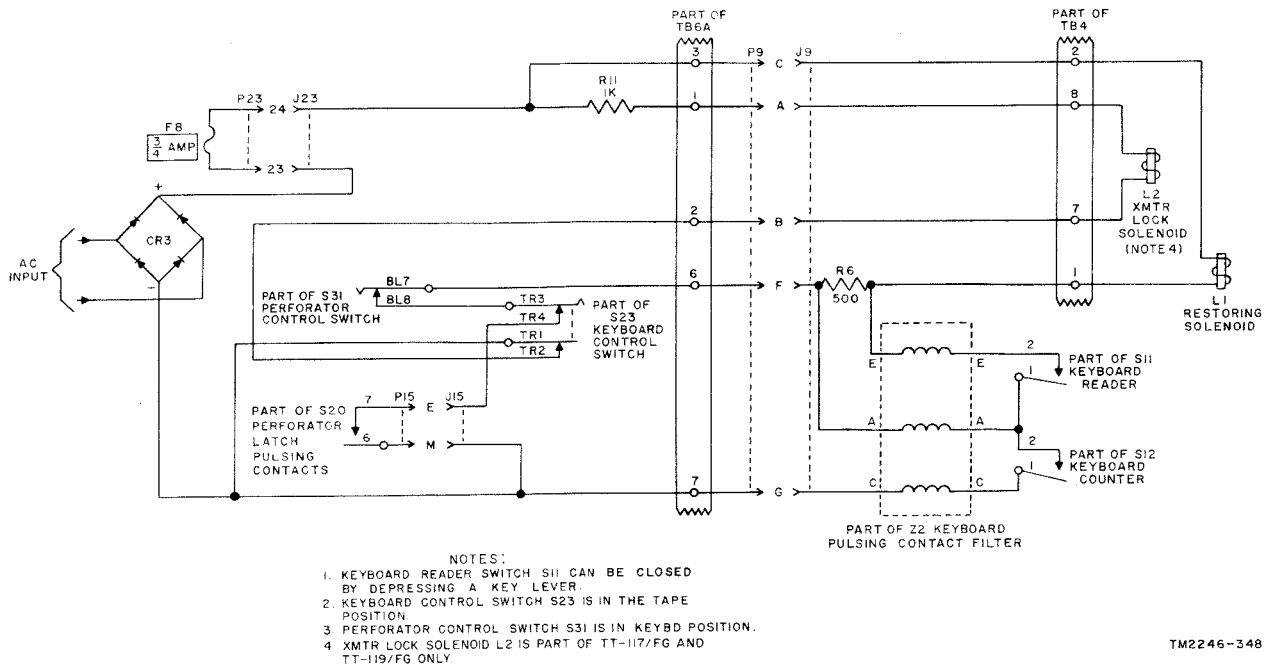 PART OF
TB6A
PART OF
TB4
3
P9
C
J9
2
R11
1K
1
A
8
P23
24
J23
F8
3/4 AMP
23
+
2
B
7
L2
XMTR
LOCK
SOLENOID
(NOTE 4)
CR3
AC
INPUT
-
BL7
6
F
R6
500
1
L1
RESTORING
SOLENOID
PART OF S31
PERFORATOR
CONTROL SWITCH
BL8
TR3
TR4
TR1
TR2
PART OF
S23
KEYBOARD
CONTROL
SWITCH
E
E
2
1
PART OF S11
KEYBOARD
READER
PART OF S20
PERFORATOR
LATCH
PULSING
CONTACTS
7
P15
E
J15
6
M
A
A
2
1
PART OF S12
KEYBOARD
COUNTER
7
G
C
C
PART OF Z2 KEYBOARD
PULSING CONTACT FILTER
NOTES:
1. KEYBOARD READER SWITCH S11 CAN BE CLOSED
BY DEPRESSING A KEY LEVER.
2. KEYBOARD CONTROL SWITCH S23 IS IN THE TAPE
POSITION.
3 PERFORATOR CONTROL SWITCH S31 IS IN KEYBD POSITION.
4 XMTR LOCK SOLENOID L2 IS PART OF TT-117/FG AND
TT-119/FG ONLY.
TM2246-348